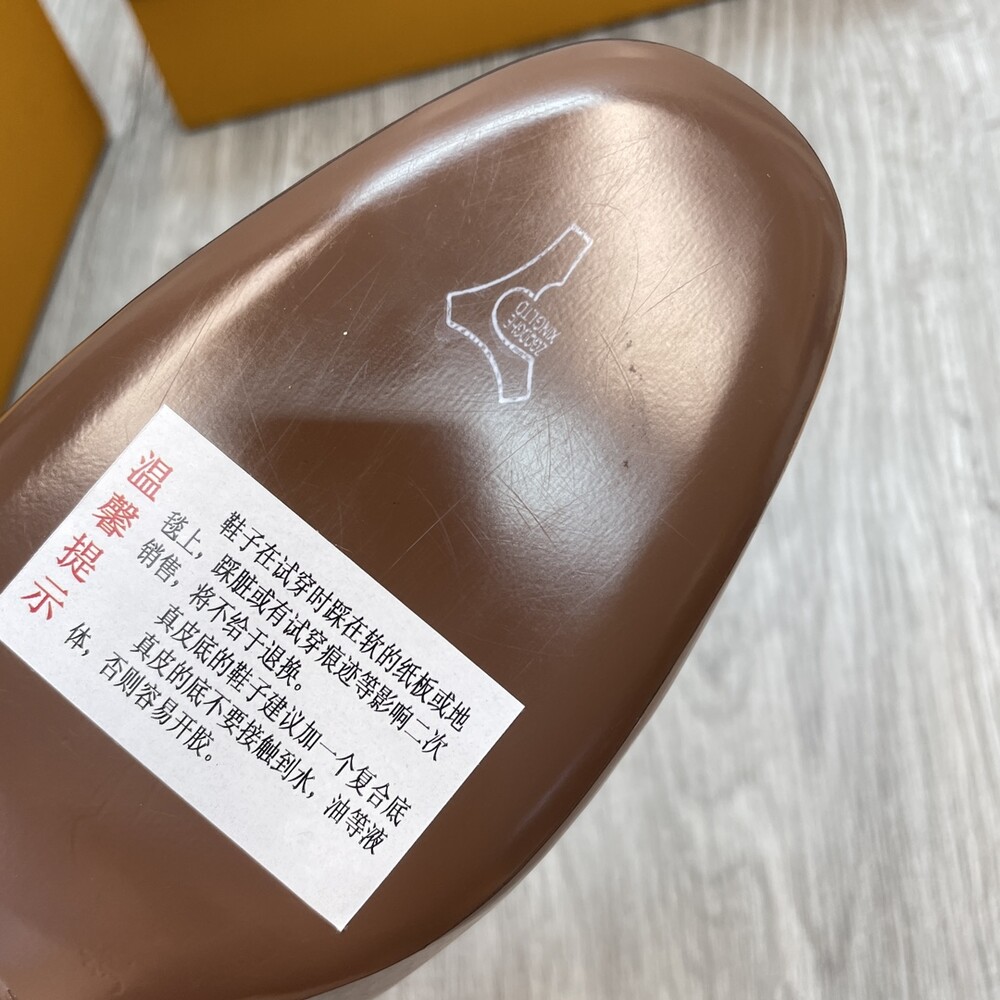 温馨提示
鞋子在试穿时踩在软的纸板或地
毯上，踩脏或有试穿痕迹等影响二次
销售，将不给于退换。
真皮底的鞋子建议加一个复合底
真皮的底不要接触到水，油等液
体，否则容易开胶。
XINGLTD